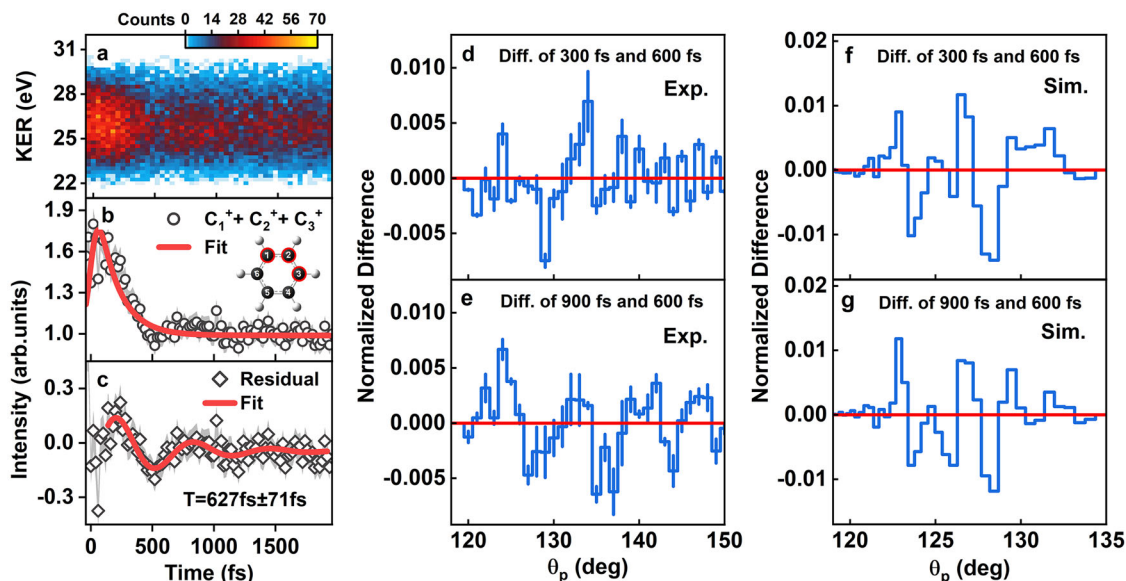 Counts 0 14 28 42 56 70
a
31
28
25
22
KER (eV)
b
C₁⁺+ C₂⁺+ C₃⁺
Fit
1 2 3 4 5 6
1.9
1.6
1.3
1.0
Intensity (arb.units)
c
Residual
Fit
0.3
0.0
-0.3
T=627fs±71fs
0 500 1000 1500
Time (fs)
d Diff. of 300 fs and 600 fs
Exp.
0.010
0.005
0.000
-0.005
Normalized Difference
e Diff. of 900 fs and 600 fs
Exp.
0.010
0.005
0.000
-0.005
120 130 140 150
θp (deg)
f
Diff. of 300 fs and 600 fs
Sim.
0.02
0.01
0.00
-0.01
Normalized Difference
g
Diff. of 900 fs and 600 fs
Sim.
0.01
0.00
-0.01
120 125 130 135
θp (deg)